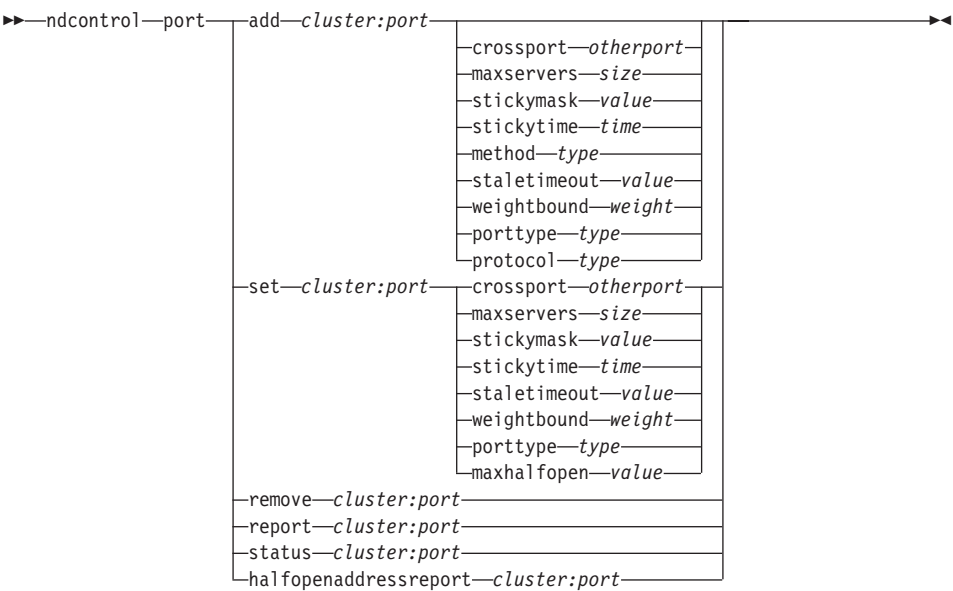 ndcontrol port add cluster:port
crossport otherport
maxservers size
stickymask value
stickytime time
method type
staletimeout value
weightbound weight
porttype type
protocol type
set cluster:port crossport otherport
maxservers size
stickymask value
stickytime time
staletimeout value
weightbound weight
porttype type
maxhalfopen value
remove cluster:port
report cluster:port
status cluster:port
halfopenaddressreport cluster:port